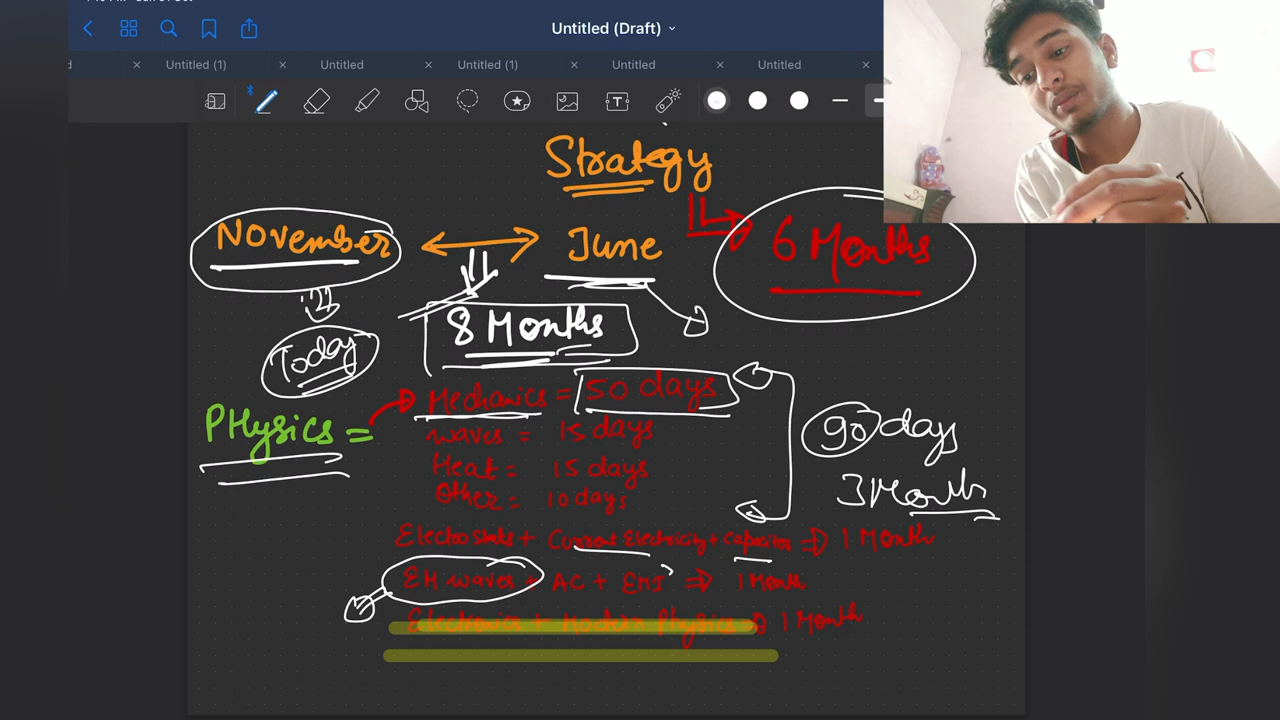 Untitled (Draft)
d Untitled (1) Untitled Untitled (1) Untitled Untitled
T
Strategy
November June 6 Months
8 Months
Today
PHysics = Mechanics = 50 days
waves = 15 days
Heat = 15 days
Other = 10 days
90 days
3 Months
ElectroStats + Current Electricity + Capacitor ⇒ 1 Month
EM waves + AC + EMI ⇒ 1 Month
Electronics + Modern Physics ⇒ 1 Month